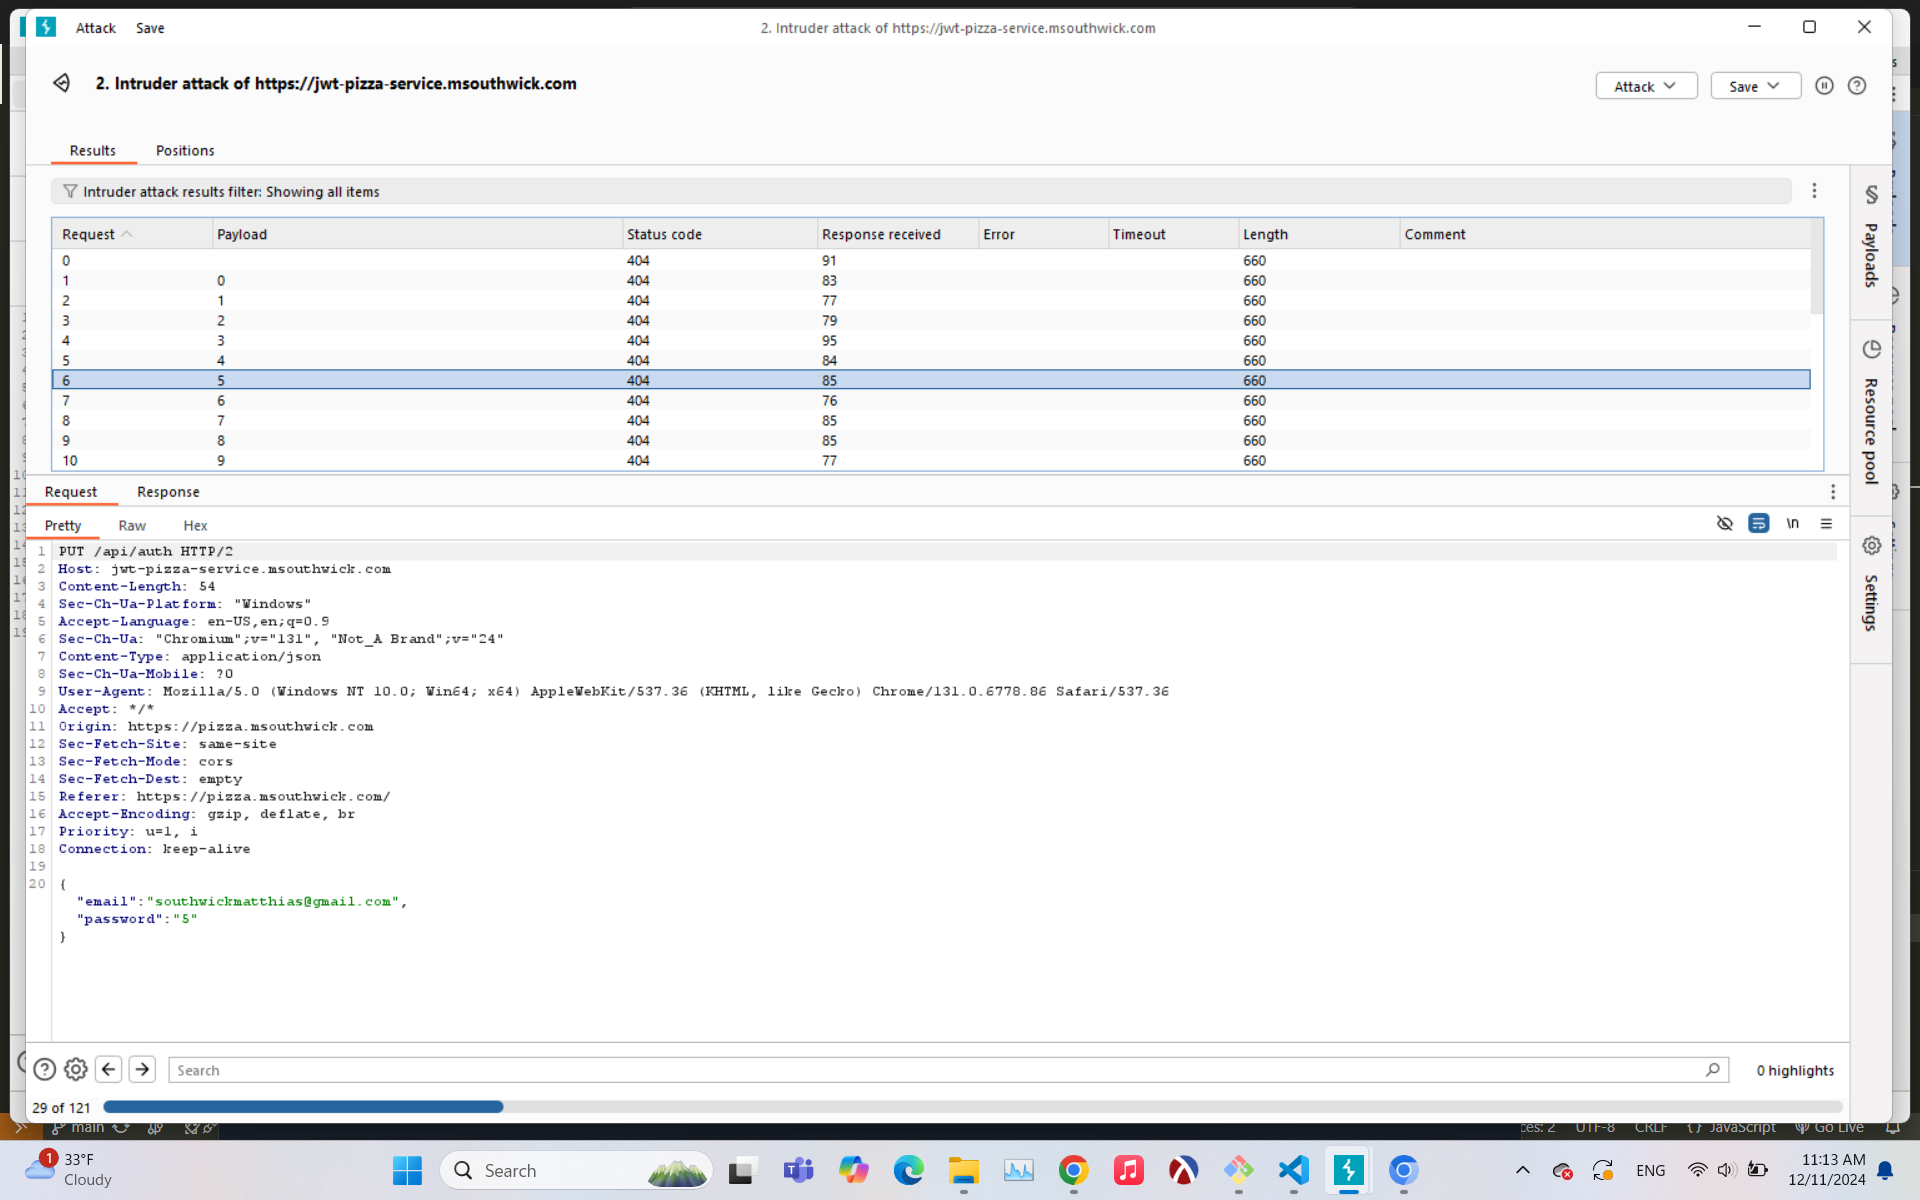 Attack Save 2. Intruder attack of https://jwt-pizza-service.msouthwick.com
2. Intruder attack of https://jwt-pizza-service.msouthwick.com Attack Save
Results Positions
Intruder attack results filter: Showing all items
Request Payload Status code Response received Error Timeout Length Comment
0 404 91 660
1 0 404 83 660
2 1 404 77 660
3 2 404 79 660
4 3 404 95 660
5 4 404 84 660
6 5 404 85 660
7 6 404 76 660
8 7 404 85 660
9 8 404 85 660
10 9 404 77 660
Payloads
Resource pool
Settings
Request Response
Pretty Raw Hex \n
1 PUT /api/auth HTTP/2
2 Host: jwt-pizza-service.msouthwick.com
3 Content-Length: 54
4 Sec-Ch-Ua-Platform: "Windows"
5 Accept-Language: en-US,en;q=0.9
6 Sec-Ch-Ua: "Chromium";v="131", "Not_A Brand";v="24"
7 Content-Type: application/json
8 Sec-Ch-Ua-Mobile: ?0
9 User-Agent: Mozilla/5.0 (Windows NT 10.0; Win64; x64) AppleWebKit/537.36 (KHTML, like Gecko) Chrome/131.0.6778.86 Safari/537.36
10 Accept: */*
11 Origin: https://pizza.msouthwick.com
12 Sec-Fetch-Site: same-site
13 Sec-Fetch-Mode: cors
14 Sec-Fetch-Dest: empty
15 Referer: https://pizza.msouthwick.com/
16 Accept-Encoding: gzip, deflate, br
17 Priority: u=1, i
18 Connection: keep-alive
19
20 {
"email":"southwickmatthias@gmail.com",
"password":"5"
}
Search 0 highlights
29 of 121
main ces: 2 UTF-8 CRLF {} JavaScript Go Live
1 33°F
Cloudy
Search
ENG
11:13 AM
12/11/2024